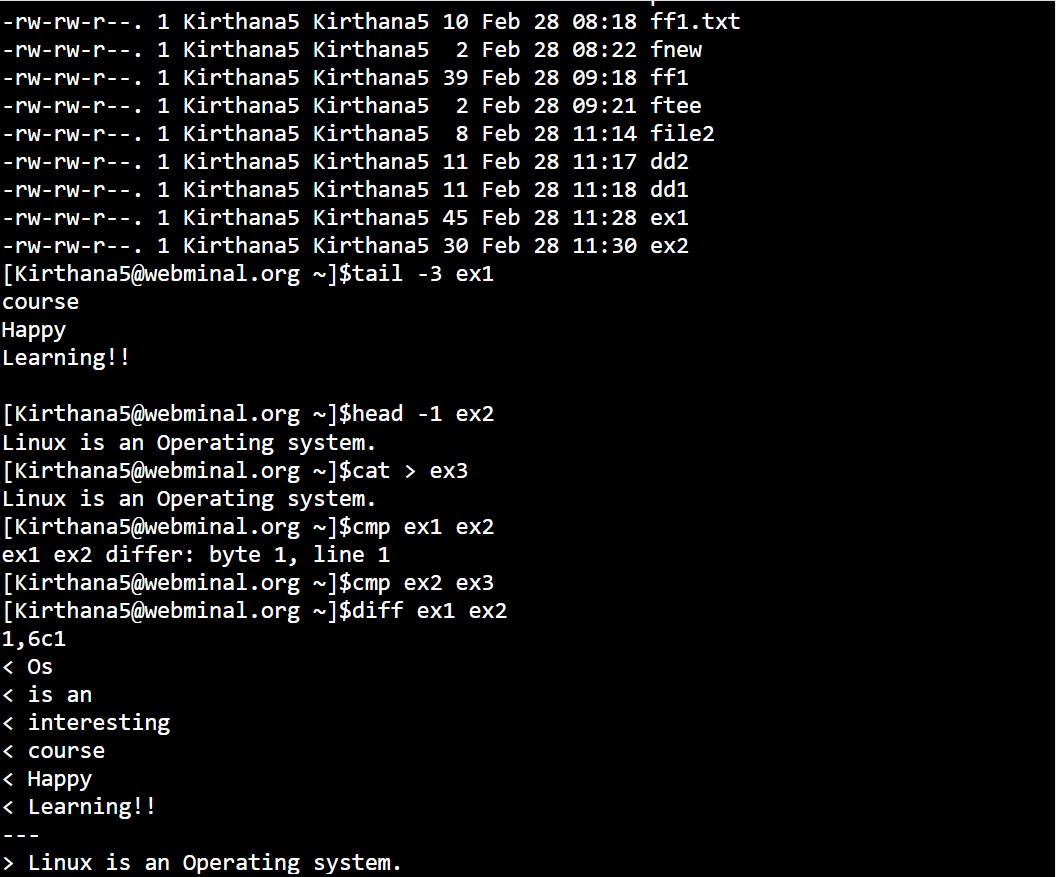 -rw-rw-r--. 1 Kirthana5 Kirthana5 10 Feb 28 08:18 ff1.txt
-rw-rw-r--. 1 Kirthana5 Kirthana5  2 Feb 28 08:22 fnew
-rw-rw-r--. 1 Kirthana5 Kirthana5 39 Feb 28 09:18 ff1
-rw-rw-r--. 1 Kirthana5 Kirthana5  2 Feb 28 09:21 ftee
-rw-rw-r--. 1 Kirthana5 Kirthana5  8 Feb 28 11:14 file2
-rw-rw-r--. 1 Kirthana5 Kirthana5 11 Feb 28 11:17 dd2
-rw-rw-r--. 1 Kirthana5 Kirthana5 11 Feb 28 11:18 dd1
-rw-rw-r--. 1 Kirthana5 Kirthana5 45 Feb 28 11:28 ex1
-rw-rw-r--. 1 Kirthana5 Kirthana5 30 Feb 28 11:30 ex2
[Kirthana5@webminal.org ~]$tail -3 ex1
course
Happy
Learning!!
[Kirthana5@webminal.org ~]$head -1 ex2
Linux is an Operating system.
[Kirthana5@webminal.org ~]$cat > ex3
Linux is an Operating system.
[Kirthana5@webminal.org ~]$cmp ex1 ex2
ex1 ex2 differ: byte 1, line 1
[Kirthana5@webminal.org ~]$cmp ex2 ex3
[Kirthana5@webminal.org ~]$diff ex1 ex2
1,6c1
< Os
< is an
< interesting
< course
< Happy
< Learning!!
---
> Linux is an Operating system.